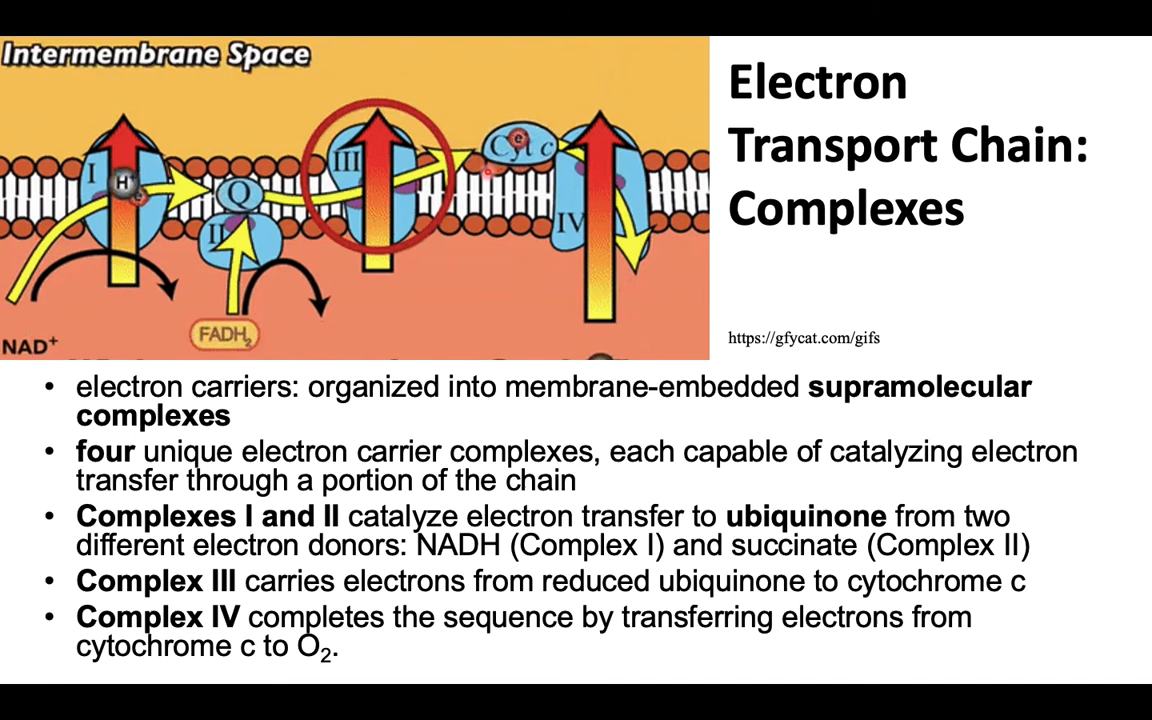 Intermembrane Space
I
H+
e
Q
II
III
Cyt c
e
IV
NAD+
FADH2
Electron
Transport Chain:
Complexes
https://gfycat.com/gifs
• electron carriers: organized into membrane-embedded supramolecular
complexes
• four unique electron carrier complexes, each capable of catalyzing electron
transfer through a portion of the chain
• Complexes I and II catalyze electron transfer to ubiquinone from two
different electron donors: NADH (Complex I) and succinate (Complex II)
• Complex III carries electrons from reduced ubiquinone to cytochrome c
• Complex IV completes the sequence by transferring electrons from
cytochrome c to O2.